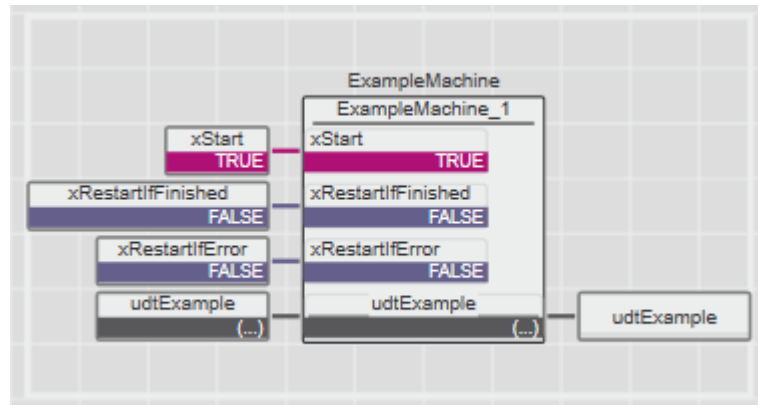 ExampleMachine
ExampleMachine_1
xStart xStart
TRUE TRUE
xRestartIfFinished xRestartIfFinished
FALSE FALSE
xRestartIfError xRestartIfError
FALSE FALSE
udtExample udtExample udtExample
(...) (...)